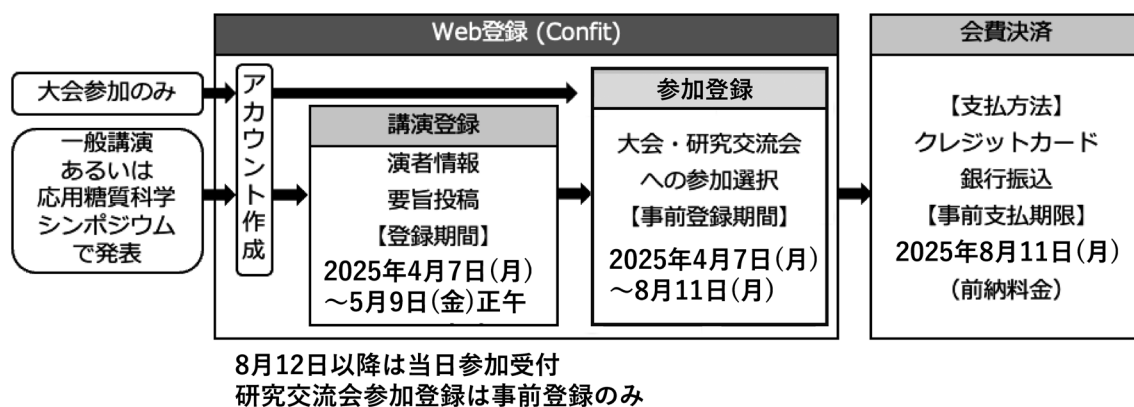 Web登録 (Confit)
会費決済
大会参加のみ
一般講演
あるいは
応用糖質科学
シンポジウム
で発表
アカウント作成
講演登録
演者情報
要旨投稿
【登録期間】
2025年4月7日(月)
～5月9日(金)正午
参加登録
大会・研究交流会
への参加選択
【事前登録期間】
2025年4月7日(月)
～8月11日(月)
【支払方法】
クレジットカード
銀行振込
【事前支払期限】
2025年8月11日(月)
(前納料金)
8月12日以降は当日参加受付
研究交流会参加登録は事前登録のみ